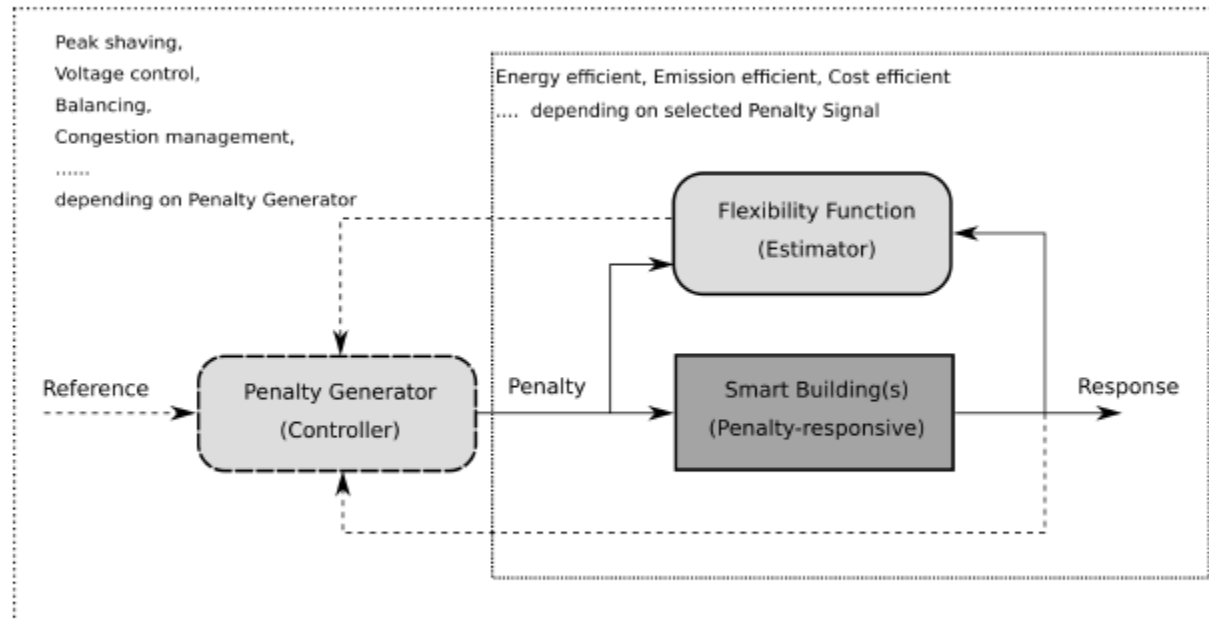 Peak shaving,
Voltage control,
Balancing,
Congestion management,
......
depending on Penalty Generator
Energy efficient, Emission efficient, Cost efficient
.... depending on selected Penalty Signal
Flexibility Function
(Estimator)
Reference
Penalty Generator
(Controller)
Penalty
Smart Building(s)
(Penalty-responsive)
Response